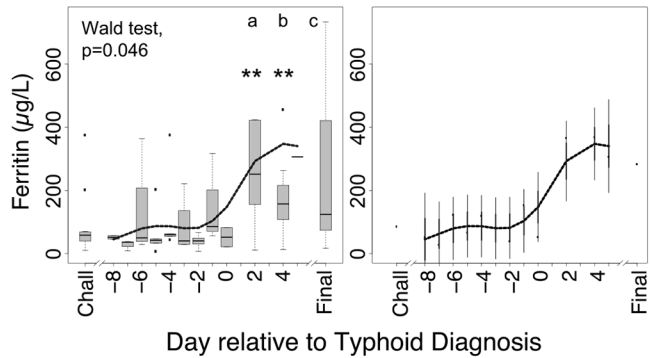 Wald test,
p=0.046
a b c
** **
Ferritin (µg/L)
0 200 400 600
Chall −8 −6 −4 −2 0 2 4 Final
0 200 400 600
Chall −8 −6 −4 −2 0 2 4 Final
Day relative to Typhoid Diagnosis